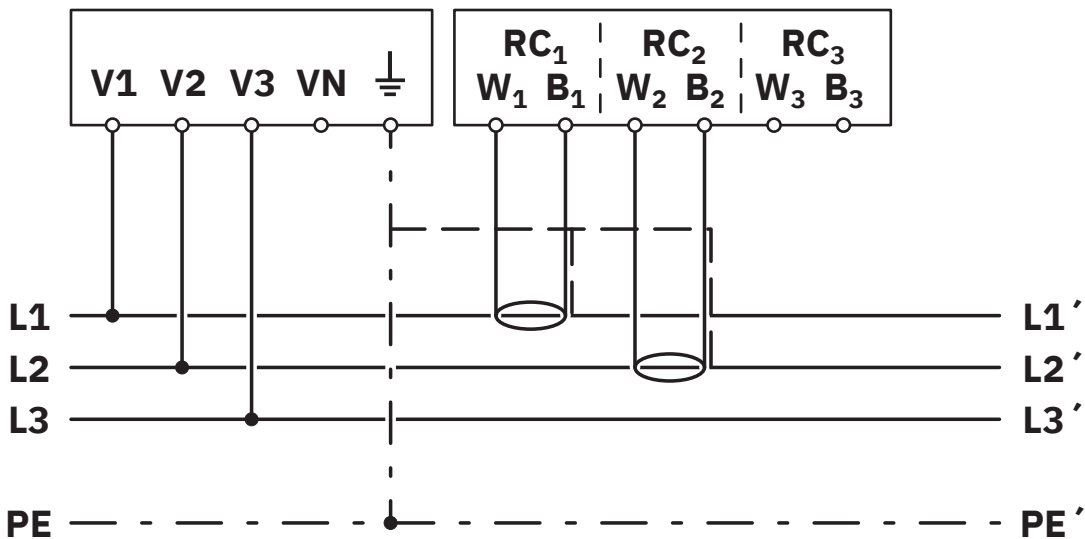 RC₁ RC₂ RC₃
V1 V2 V3 VN W₁ B₁ W₂ B₂ W₃ B₃
L1 L1´
L2 L2´
L3 L3´
PE PE´